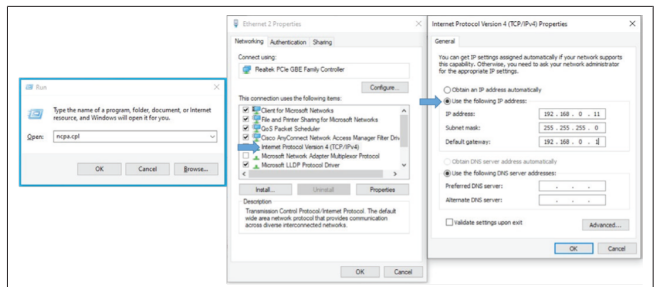 Run
Type the name of a program, folder, document, or Internet
resource, and Windows will open it for you.
Open:
ncpa.cpl
OK
Cancel
Browse...
Ethernet 2 Properties
Networking
Authentication
Sharing
Connect using:
Realtek PCIe GBE Family Controller
Configure...
This connection uses the following items:
Client for Microsoft Networks
File and Printer Sharing for Microsoft Networks
QoS Packet Scheduler
Cisco AnyConnect Network Access Manager Filter Driv
Internet Protocol Version 4 (TCP/IPv4)
Microsoft Network Adapter Multiplexor Protocol
Microsoft LLDP Protocol Driver
Install...
Uninstall
Properties
Description
Transmission Control Protocol/Internet Protocol. The default
wide area network protocol that provides communication
across diverse interconnected networks.
OK
Cancel
Internet Protocol Version 4 (TCP/IPv4) Properties
General
You can get IP settings assigned automatically if your network supports
this capability. Otherwise, you need to ask your network administrator
for the appropriate IP settings.
Obtain an IP address automatically
Use the following IP address:
IP address:
192 . 168 . 0 . 11
Subnet mask:
255 . 255 . 255 . 0
Default gateway:
192 . 168 . 0 . 1
Obtain DNS server address automatically
Use the following DNS server addresses:
Preferred DNS server:
. . .
Alternate DNS server:
. . .
Validate settings upon exit
Advanced...
OK
Cancel